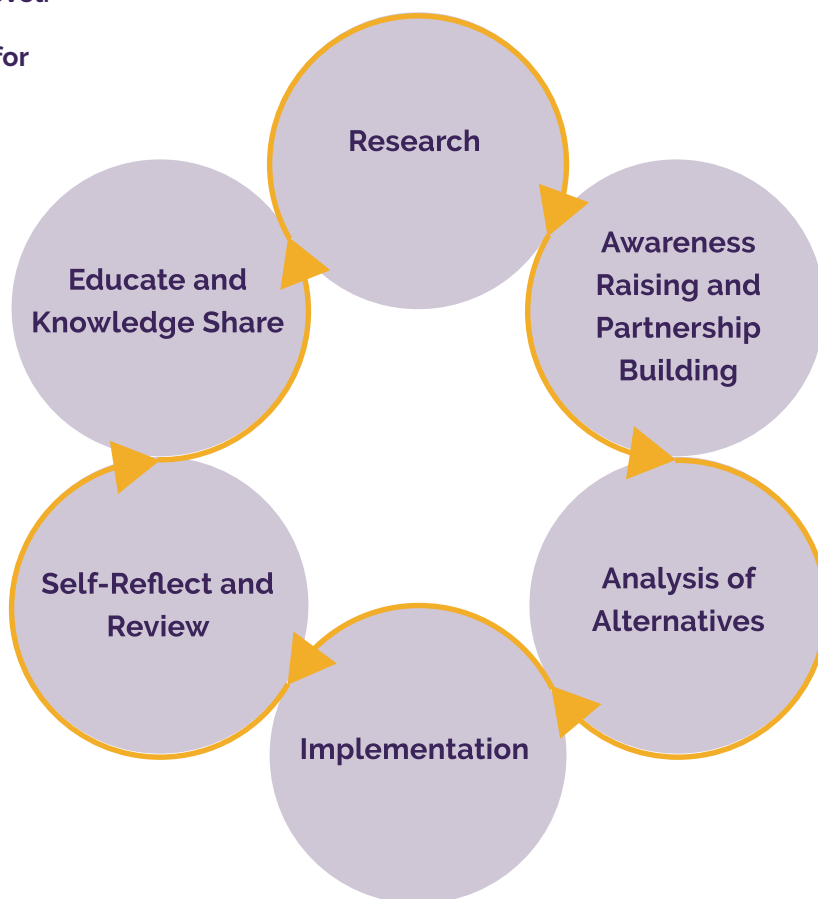 for
Research
Awareness
Raising and
Partnership
Building
Educate and
Knowledge Share
Analysis of
Alternatives
Self-Reflect and
Review
Implementation